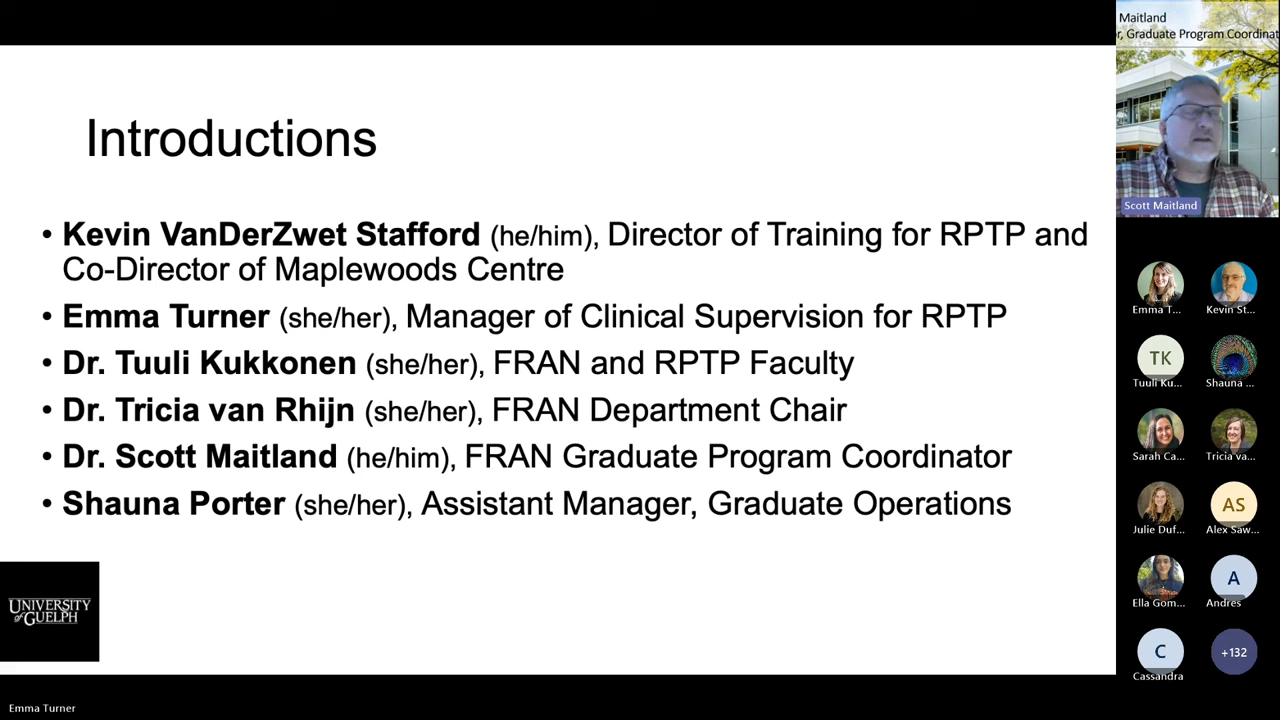 Introductions
• Kevin VanDerZwet Stafford (he/him), Director of Training for RPTP and
Co-Director of Maplewoods Centre
• Emma Turner (she/her), Manager of Clinical Supervision for RPTP
• Dr. Tuuli Kukkonen (she/her), FRAN and RPTP Faculty
• Dr. Tricia van Rhijn (she/her), FRAN Department Chair
• Dr. Scott Maitland (he/him), FRAN Graduate Program Coordinator
• Shauna Porter (she/her), Assistant Manager, Graduate Operations
UNIVERSITY
of GUELPH
Emma Turner
Maitland
r, Graduate Program Coordinat
Scott Maitland
Emma T...
Kevin St...
TK
Tuuli Ku...
Shauna ...
Sarah Ca...
Tricia va...
Julie Duf...
AS
Alex Saw...
Ella Gom...
A
Andres
C
Cassandra
+132